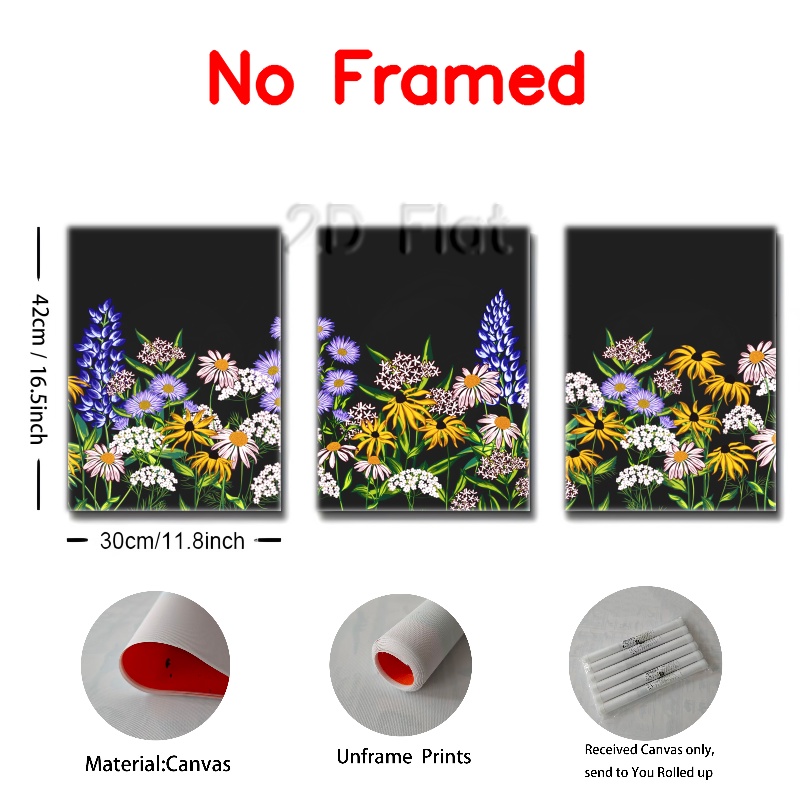 No Framed
2D Flat
42cm / 16.5inch
30cm/11.8inch
Material:Canvas
Unframe Prints
Received Canvas only,
send to You Rolled up